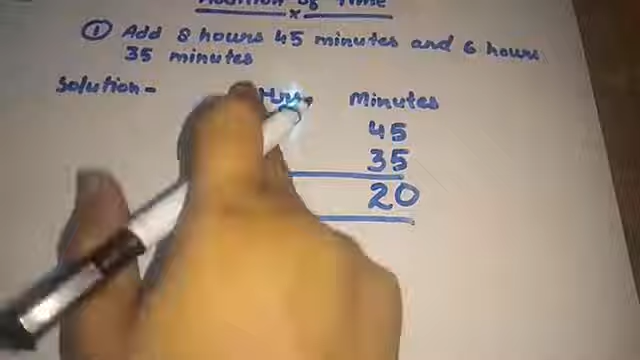 Addition of Time
① Add 8 hours 45 minutes and 6 hours
35 minutes
Solution-
Hrs Minutes
45
35
20